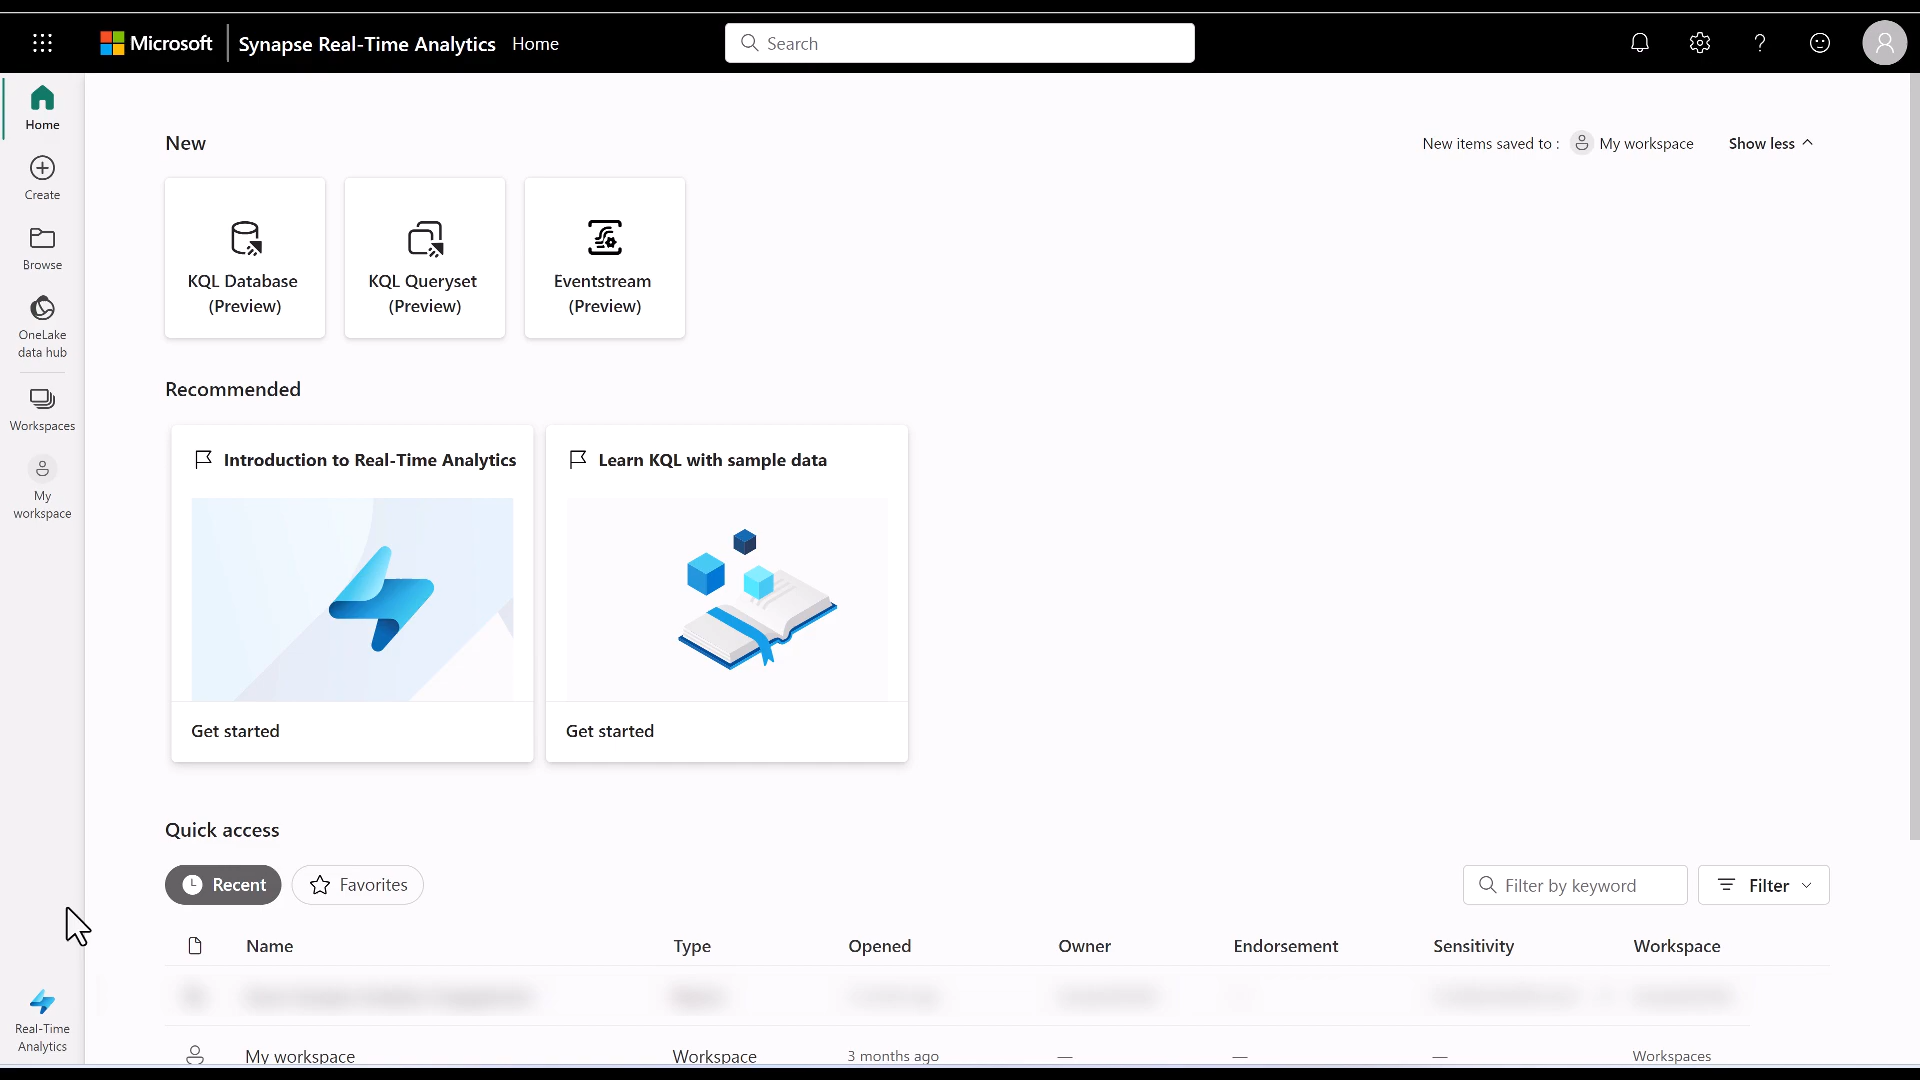 Microsoft Synapse Real-Time Analytics Home
Search
Home
Create
Browse
OneLake
data hub
Workspaces
My
workspace
Real-Time
Analytics
New
New items saved to : My workspace Show less
KQL Database
(Preview)
KQL Queryset
(Preview)
Eventstream
(Preview)
Recommended
Introduction to Real-Time Analytics
Get started
Learn KQL with sample data
Get started
Quick access
Recent Favorites
Filter by keyword Filter
Name Type Opened Owner Endorsement Sensitivity Workspace
My workspace Workspace 3 months ago — — — Workspaces